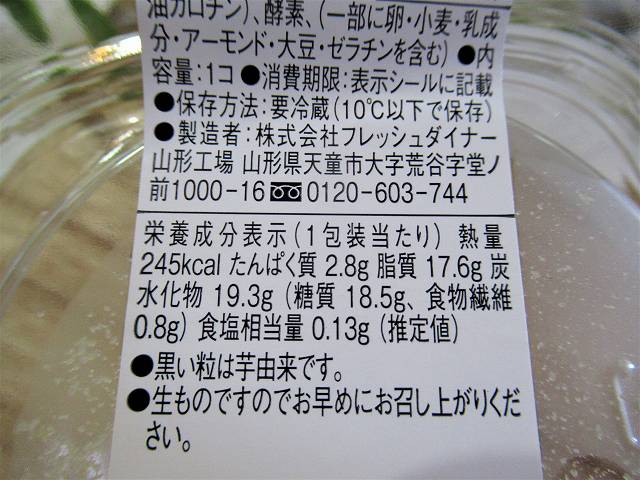 油カロチン)、酵素、(一部に卵・小麦・乳成
分・アーモンド・大豆・ゼラチンを含む) ●内
容量:1コ ●消費期限:表示シールに記載
●保存方法:要冷蔵(10℃以下で保存)
●製造者:株式会社フレッシュダイナー
山形工場 山形県天童市大字荒谷字堂ノ
前1000-16 0120-603-744
栄養成分表示(1包装当たり) 熱量
245kcal たんぱく質 2.8g 脂質 17.6g 炭
水化物 19.3g (糖質 18.5g、食物繊維
0.8g) 食塩相当量 0.13g (推定値)
●黒い粒は芋由来です。
●生ものですのでお早めにお召し上がりくだ
さい。